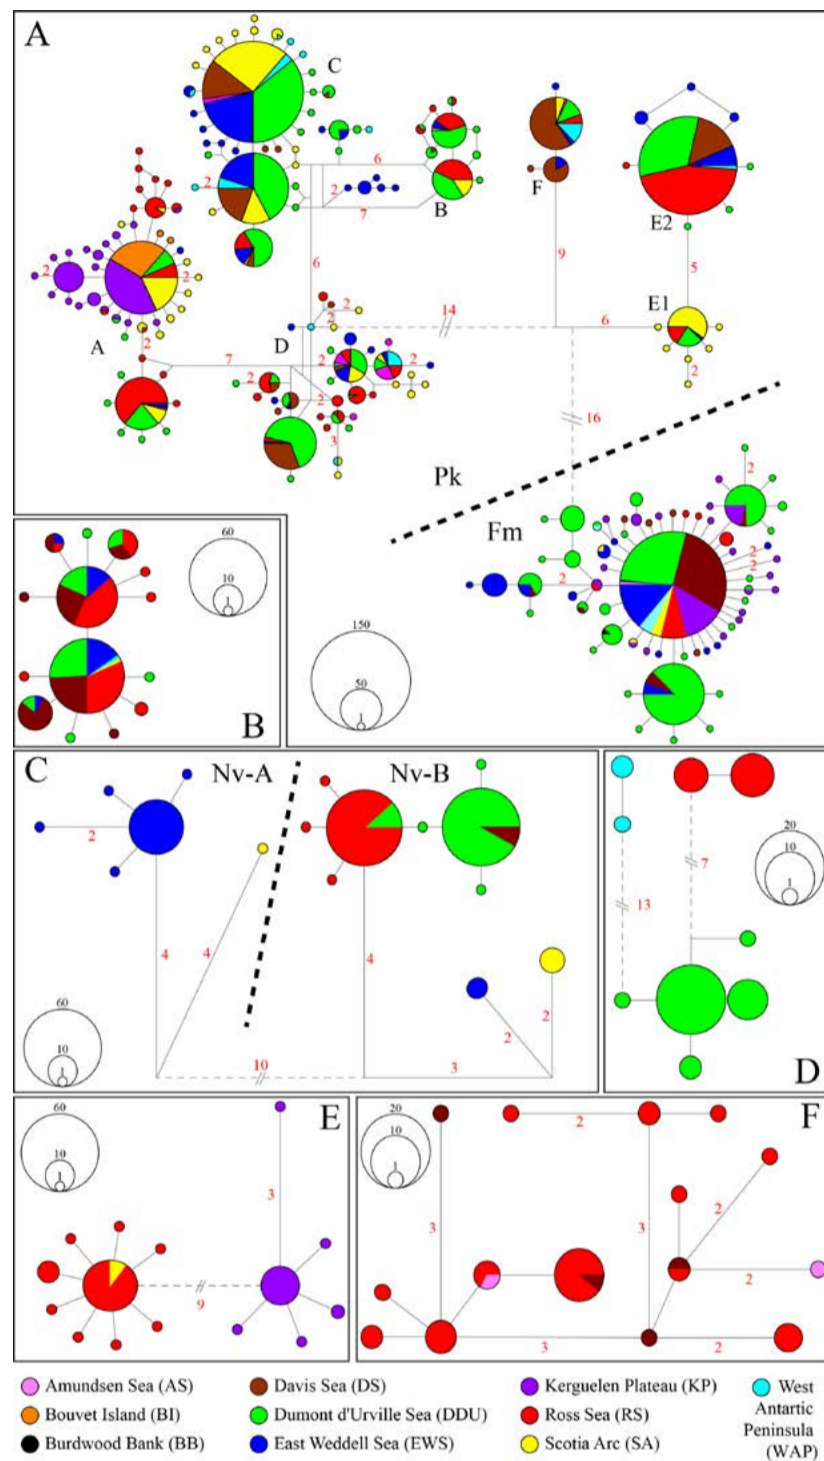 A
C
6
2
B
7
2
6
F
9
E2
5
E1
6
2
14
2
2
2
2
2
A
7
D
2
2
2
2
3
16
Pk
Fm
2
2
2
2
60
10
1
B
150
50
1
C
Nv-A
Nv-B
2
4
4
10
4
3
2
2
60
10
1
20
10
1
7
13
D
60
10
1
E
3
9
20
10
1
F
2
3
3
2
2
3
2
Amundsen Sea (AS)
Bouvet Island (BI)
Burdwood Bank (BB)
Davis Sea (DS)
Dumont d'Urville Sea (DDU)
East Weddell Sea (EWS)
Kerguelen Plateau (KP)
Ross Sea (RS)
Scotia Arc (SA)
West
Antartic
Peninsula
(WAP)